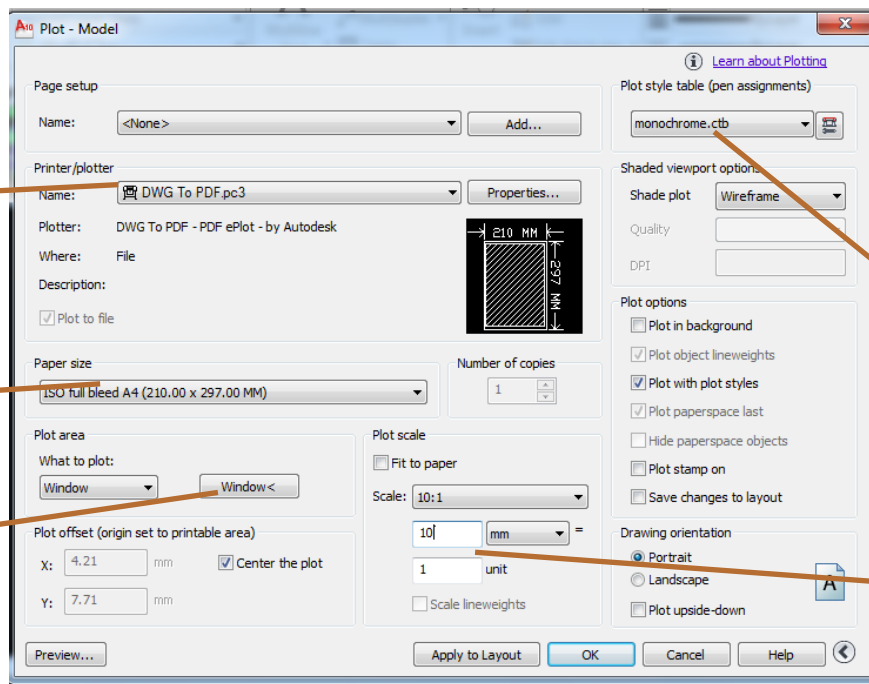 A10 Plot - Model
Learn about Plotting
Page setup
Name: <None> Add...
Plot style table (pen assignments)
monochrome.ctb
Printer/plotter
Name: DWG To PDF.pc3 Properties...
Plotter: DWG To PDF - PDF ePlot - by Autodesk
Where: File
Description:
Plot to file
210 MM
297 MM
Shaded viewport options
Shade plot Wireframe
Quality
DPI
Paper size
ISO full bleed A4 (210.00 x 297.00 MM)
Number of copies
1
Plot options
Plot in background
Plot object lineweights
Plot with plot styles
Plot paperspace last
Hide paperspace objects
Plot stamp on
Save changes to layout
Plot area
What to plot:
Window Window<
Plot scale
Fit to paper
Scale: 10:1
10 mm =
1 unit
Scale lineweights
Plot offset (origin set to printable area)
X: 4.21 mm Center the plot
Y: 7.71 mm
Drawing orientation
Portrait
Landscape
Plot upside-down
A
Preview... Apply to Layout OK Cancel Help